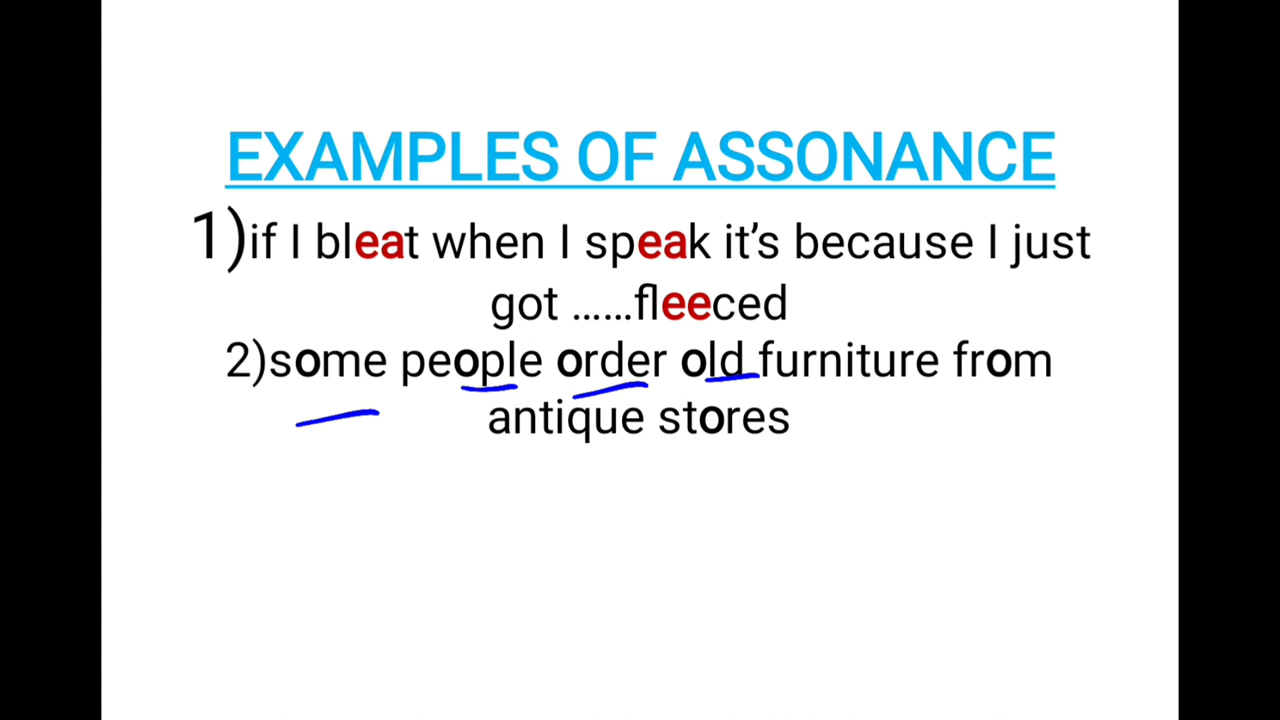 EXAMPLES OF ASSONANCE
1)if I bleat when I speak it’s because I just
got ......fleeced
2)some people order old furniture from
antique stores